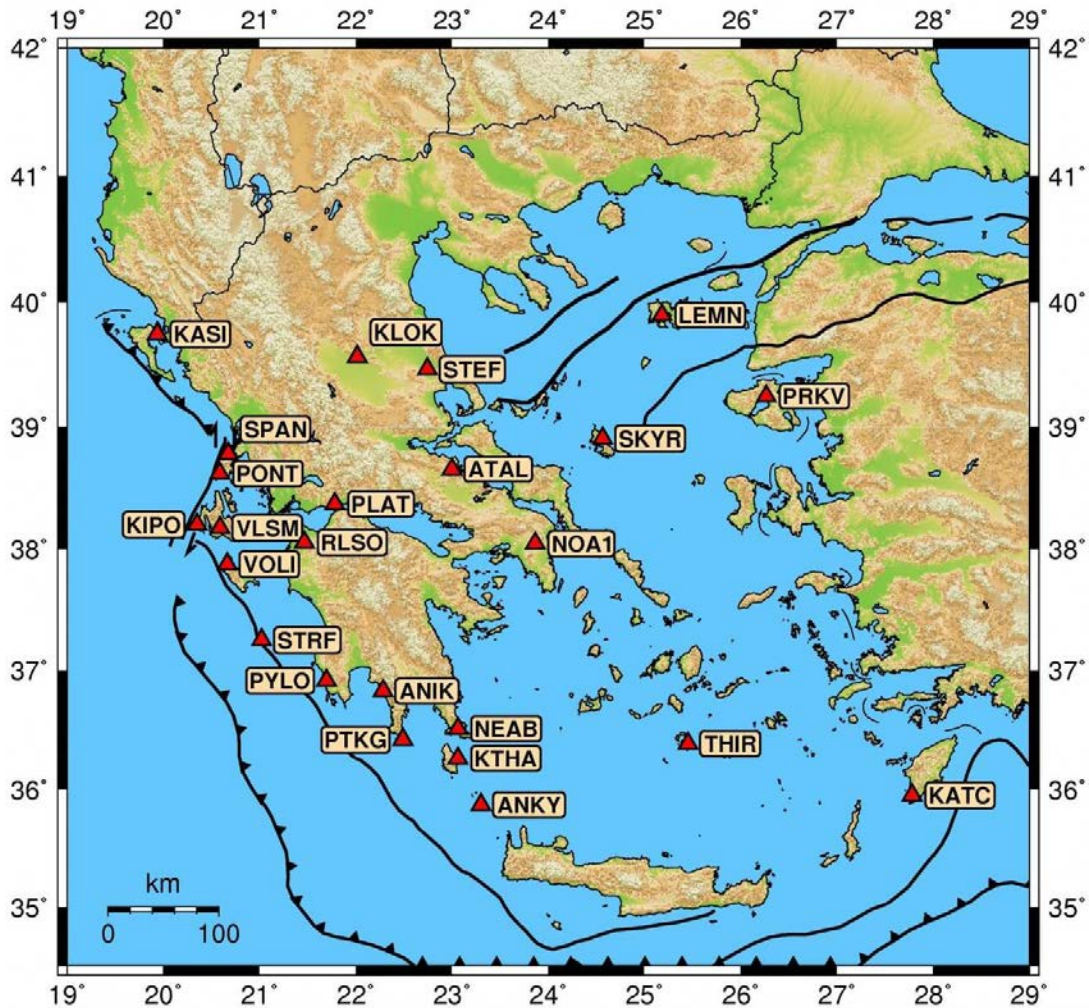 19˚ 20˚ 21˚ 22˚ 23˚ 24˚ 25˚ 26˚ 27˚ 28˚ 29˚
42˚ 42˚
41˚ 41˚
40˚ 40˚
LEMN
KASI
KLOK
STEF
PRKV
39˚ 39˚
SPAN
SKYR
ATAL
PONT
PLAT
KIPO
VLSM
RLSO
NOA1
38˚ 38˚
VOLI
STRF
37˚ 37˚
PYLO
ANIK
NEAB
PTKG
THIR
KTHA
36˚ 36˚
KATC
ANKY
km
35˚ 35˚
0 100
19˚ 20˚ 21˚ 22˚ 23˚ 24˚ 25˚ 26˚ 27˚ 28˚ 29˚